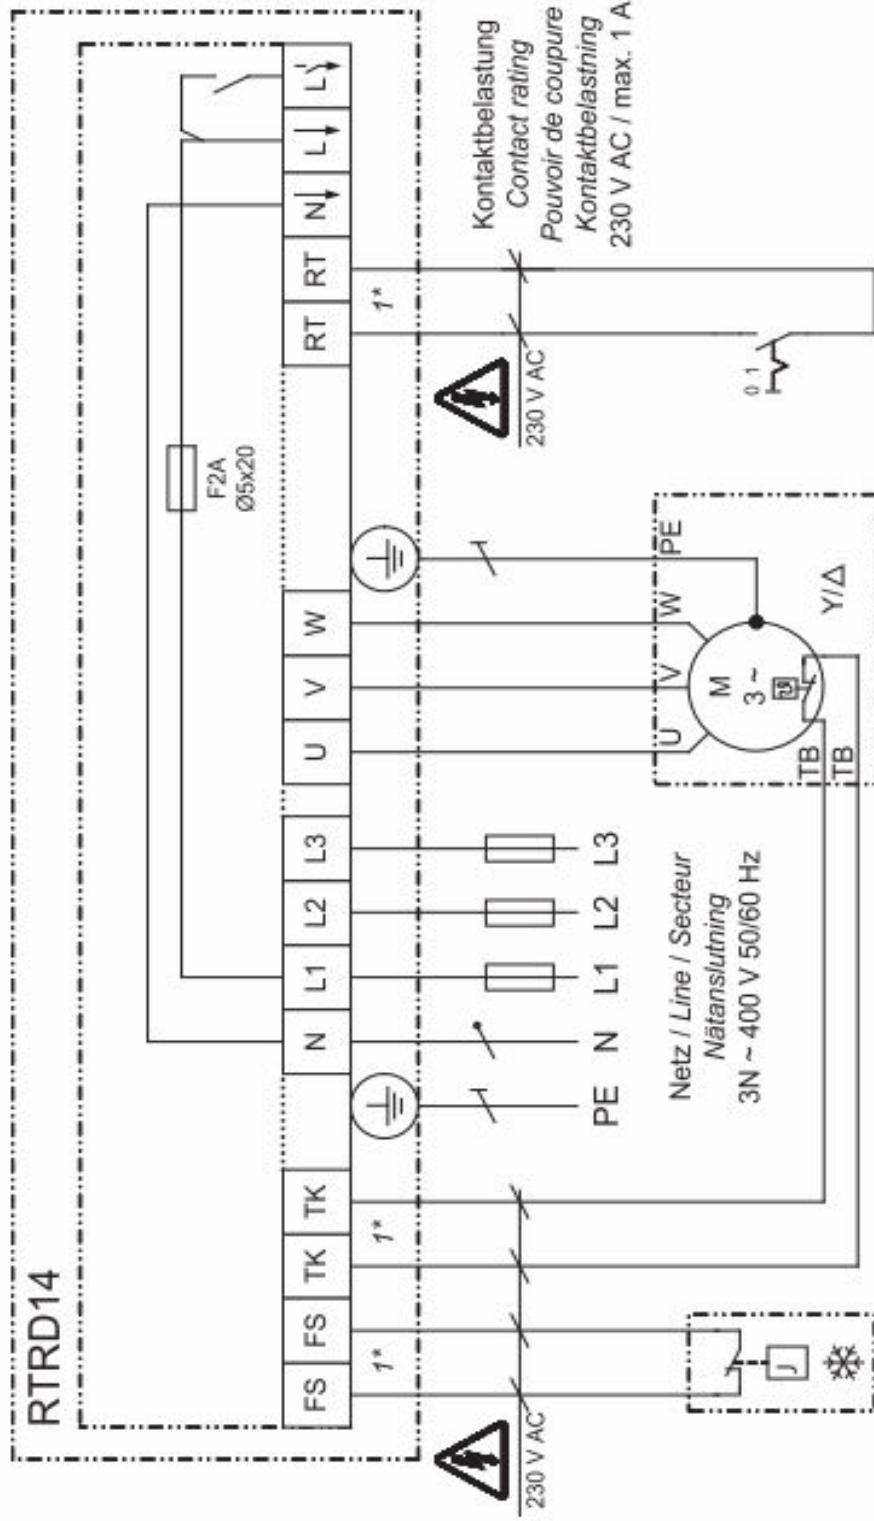 RTRD14
F2A
Ø5x20
FS
FS
TK
TK
N
L1
L2
L3
U
V
W
RT
RT
N
L
L
1*
1*
1*
230 V AC
230 V AC
Kontaktbelastung
Contact rating
Pouvoir de coupure
Kontaktbelastning
230 V AC / max. 1 A
PE
N
L1
L2
L3
Netz / Line / Secteur
Nätanslutning
3N ~ 400 V 50/60 Hz
U
V
W
PE
M
3 ~
ϑ
Y/Δ
TB
TB
0 1
J